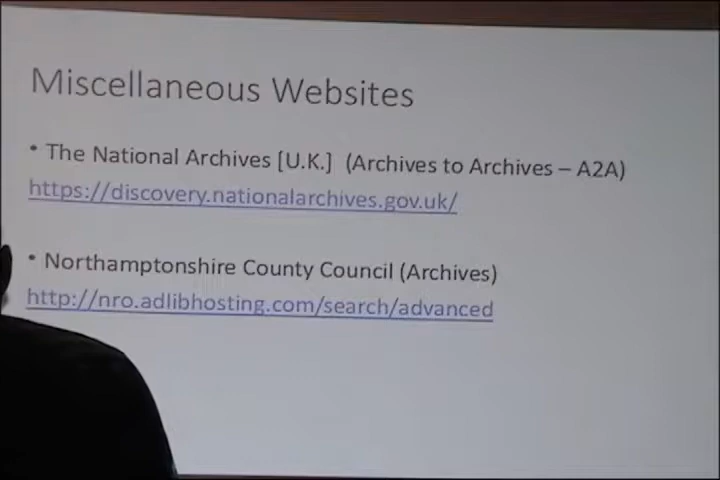 Miscellaneous Websites
• The National Archives [U.K.] (Archives to Archives – A2A)
https://discovery.nationalarchives.gov.uk/
• Northamptonshire County Council (Archives)
http://nro.adlibhosting.com/search/advanced